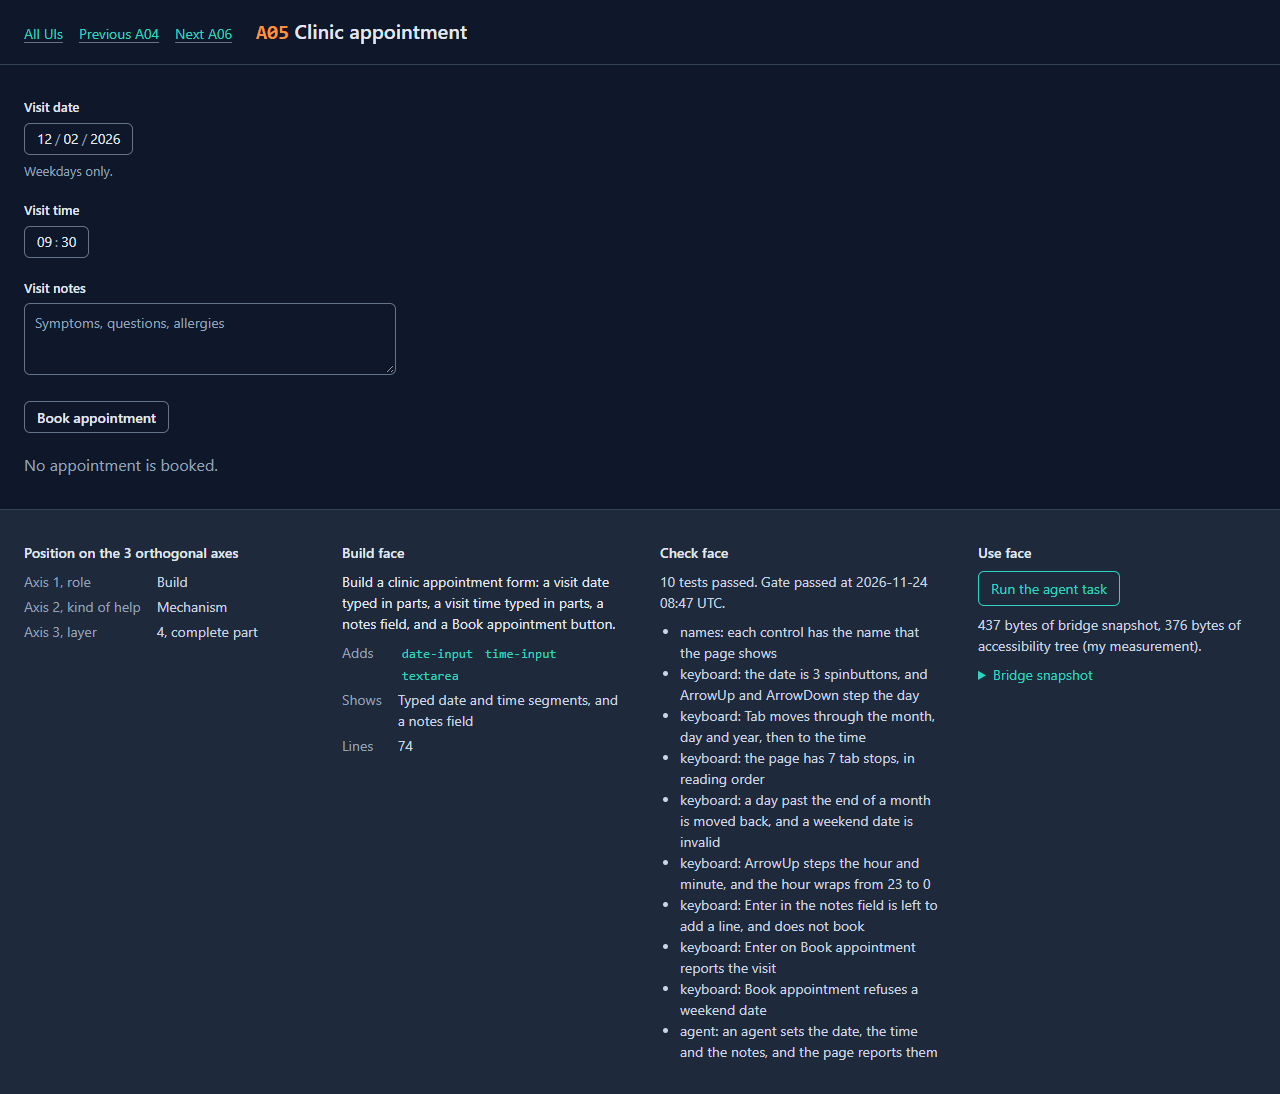 All UIs Previous A04 Next A06 A05 Clinic appointment
Visit date
12 / 02 / 2026
Weekdays only.
Visit time
09 : 30
Visit notes
Symptoms, questions, allergies
Book appointment
No appointment is booked.
Position on the 3 orthogonal axes
Axis 1, role Build
Axis 2, kind of help Mechanism
Axis 3, layer 4, complete part
Build face
Build a clinic appointment form: a visit date
typed in parts, a visit time typed in parts, a
notes field, and a Book appointment button.
Adds date-input time-input
textarea
Shows Typed date and time segments, and
a notes field
Lines 74
Check face
10 tests passed. Gate passed at 2026-11-24
08:47 UTC.
• names: each control has the name that
the page shows
• keyboard: the date is 3 spinbuttons, and
ArrowUp and ArrowDown step the day
• keyboard: Tab moves through the month,
day and year, then to the time
• keyboard: the page has 7 tab stops, in
reading order
• keyboard: a day past the end of a month
is moved back, and a weekend date is
invalid
• keyboard: ArrowUp steps the hour and
minute, and the hour wraps from 23 to 0
• keyboard: Enter in the notes field is left to
add a line, and does not book
• keyboard: Enter on Book appointment
reports the visit
• keyboard: Book appointment refuses a
weekend date
• agent: an agent sets the date, the time
and the notes, and the page reports them
Use face
Run the agent task
437 bytes of bridge snapshot, 376 bytes of
accessibility tree (my measurement).
▶ Bridge snapshot